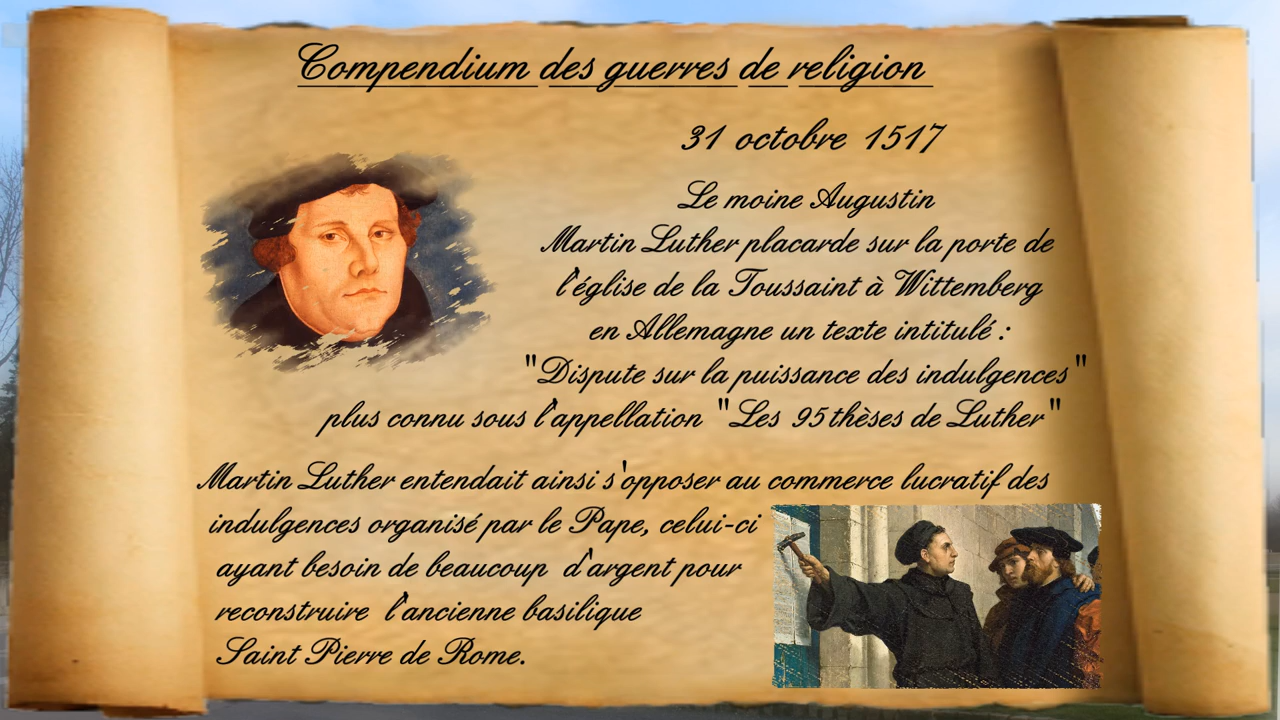 Compendium des guerres de religion
31 octobre 1517
Le moine Augustin
Martin Luther placarde sur la porte de
l'église de la Toussaint à Wittemberg
en Allemagne un texte intitulé :
"Dispute sur la puissance des indulgences"
plus connu sous l'appellation "Les 95 thèses de Luther"
Martin Luther entendait ainsi s'opposer au commerce lucratif des
indulgences organisé par le Pape, celui-ci
ayant besoin de beaucoup d'argent pour
reconstruire l'ancienne basilique
Saint Pierre de Rome.